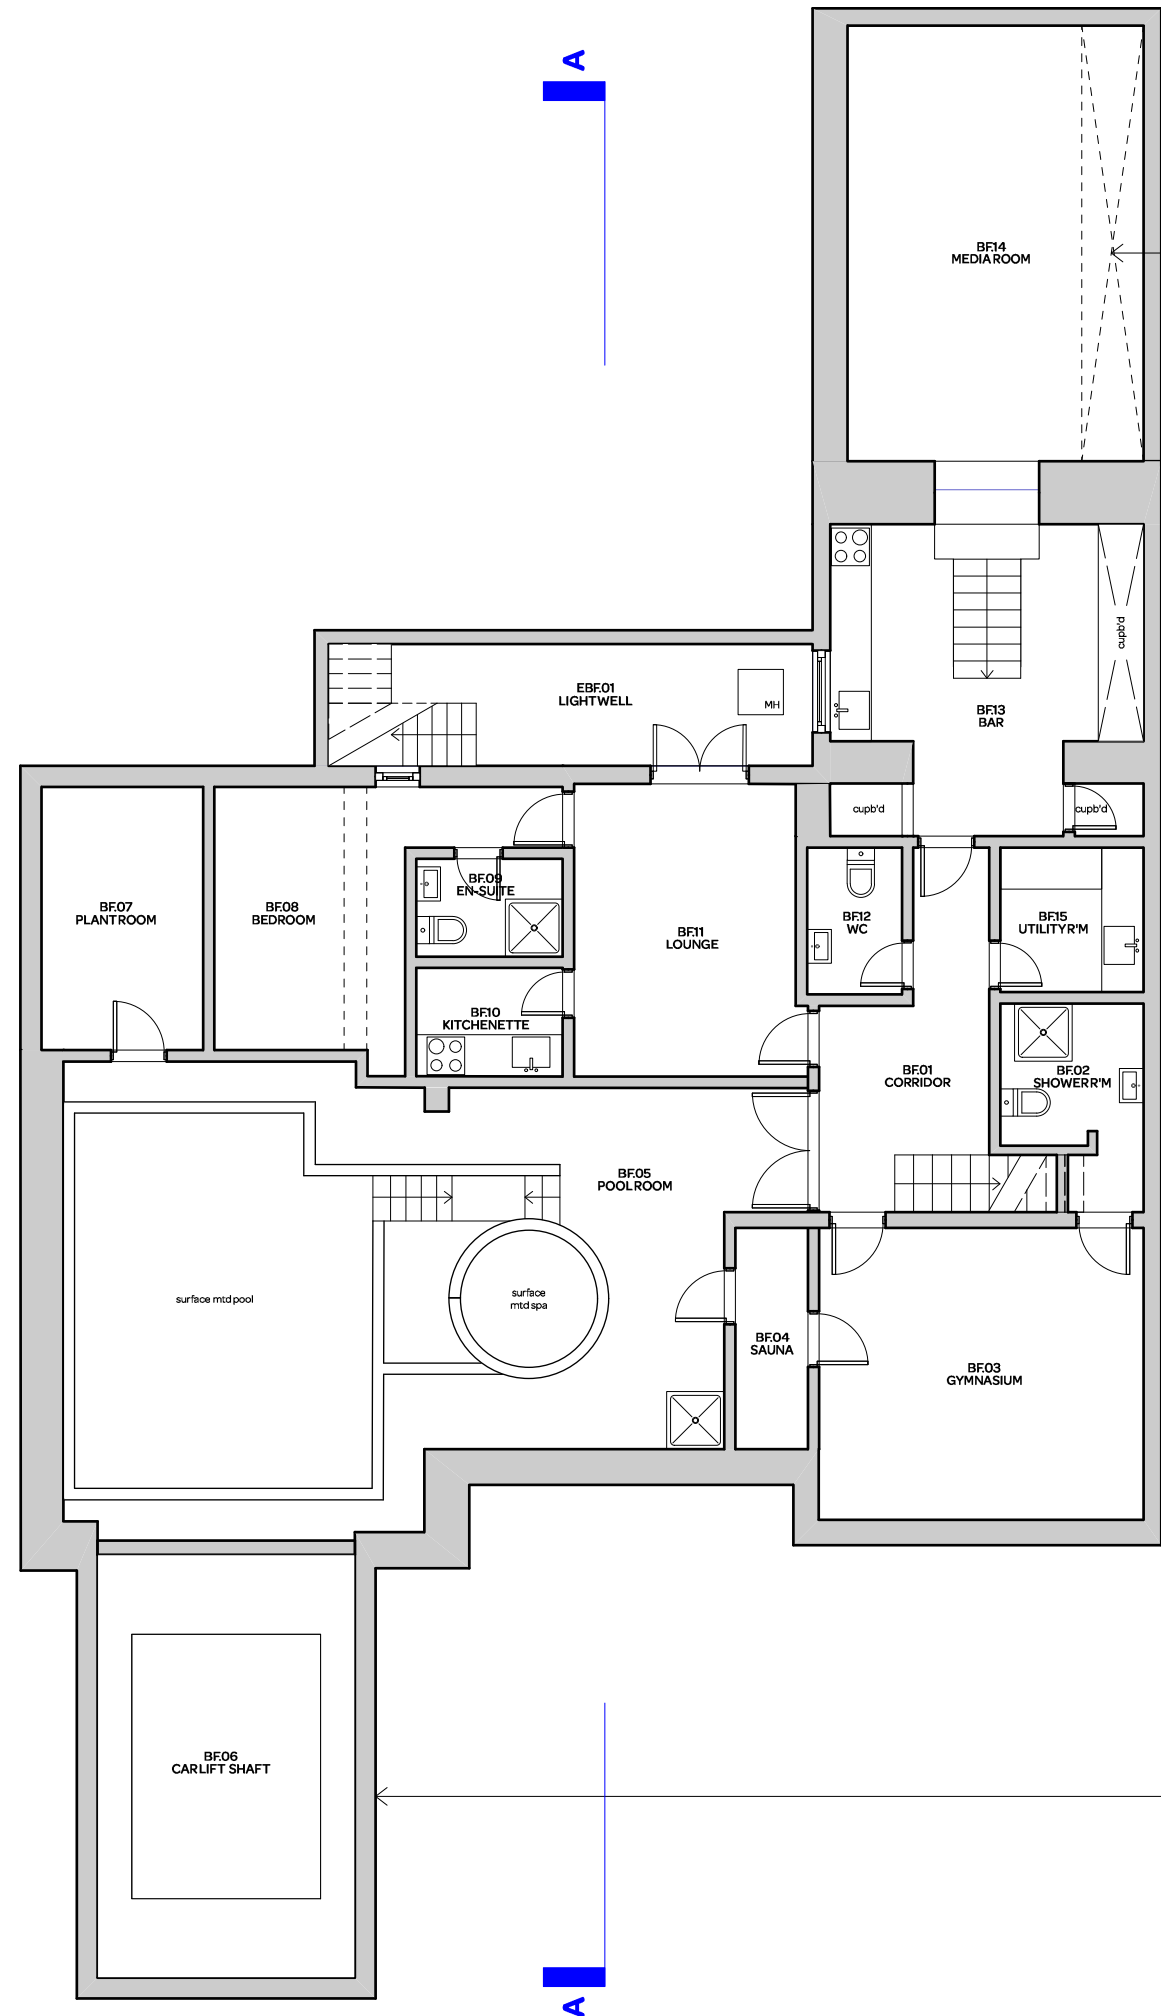 A
BF.14
MEDIA ROOM
cupb'd
EBF.01
LIGHTWELL
MH
BF.13
BAR
cupb'd
cupb'd
BF.07
PLANTROOM
BF.08
BEDROOM
BF.09
EN-SUITE
BF.11
LOUNGE
BF.12
WC
BF.15
UTILITY R'M
BF.10
KITCHENETTE
BF.01
CORRIDOR
BF.02
SHOWER R'M
BF.05
POOL ROOM
surface mtd pool
surface
mtd spa
BF.04
SAUNA
BF.03
GYMNASIUM
BF.06
CAR LIFT SHAFT
A